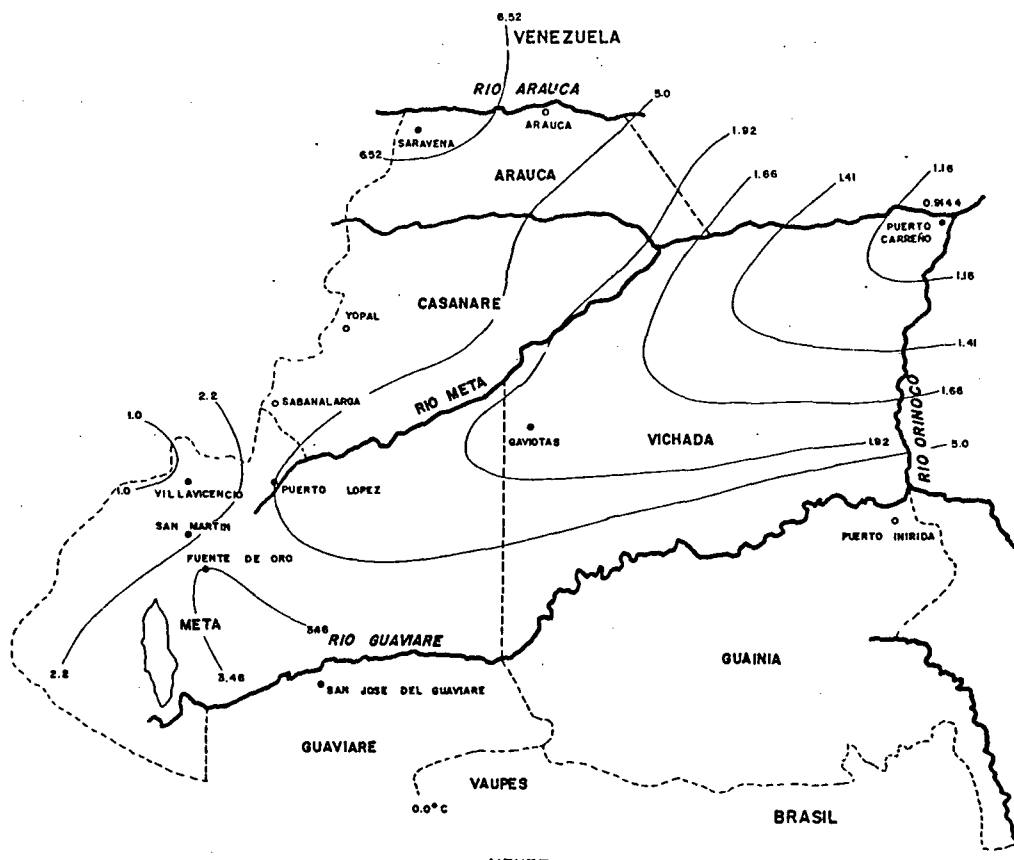 6.52
VENEZUELA
RIO ARAUCA
5.0
ARAUCA
SARAVENA
6.52
1.92
ARAUCA
1.66
1.41
1.16
0.9144
PUERTO
CARREÑO
1.16
CASANARE
YOPAL
1.41
RIO META
1.66
SABANALARGA
2.2
1.0
GAVIOTAS
VICHADA
RIO ORINOCO
1.92
5.0
1.0
VILLAVICENCIO
PUERTO LOPEZ
SAN MARTIN
PUERTO INIRIDA
FUENTE DE ORO
META
3.46
RIO GUAVIARE
2.2
3.46
GUAINIA
SAN JOSE DEL GUAVIARE
GUAVIARE
VAUPES
0.0° C
BRASIL